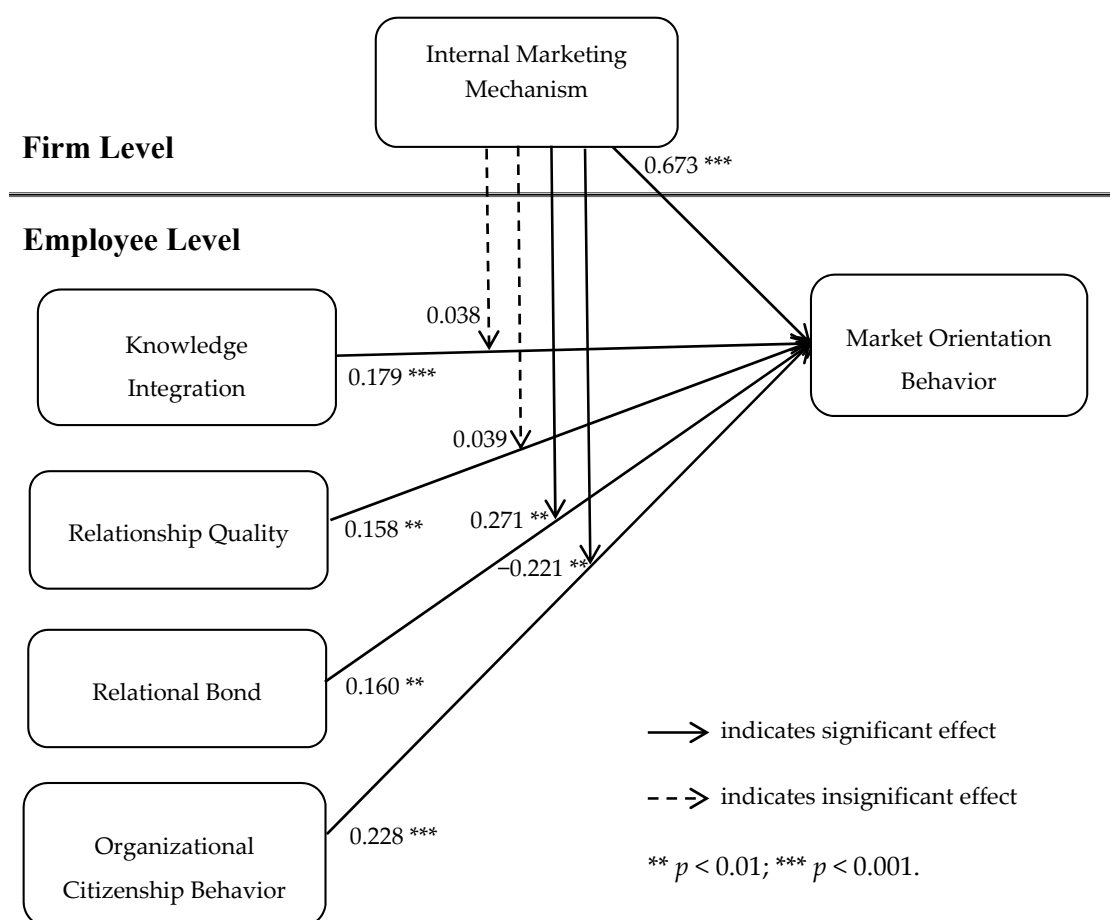 Internal Marketing
Mechanism
Firm Level
0.673 ***
Employee Level
Knowledge
Integration
0.038
0.179 ***
Market Orientation
Behavior
Relationship Quality
0.039
0.158 **
0.271 **
−0.221 **
Relational Bond
0.160 **
Organizational
Citizenship Behavior
0.228 ***
indicates significant effect
indicates insignificant effect
** p < 0.01; *** p < 0.001.